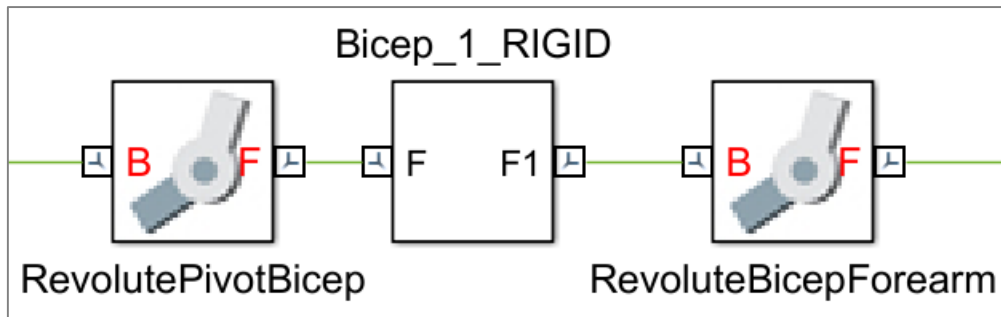 Bicep_1_RIGID
B F F F1 B F
RevolutePivotBicep RevoluteBicepForearm